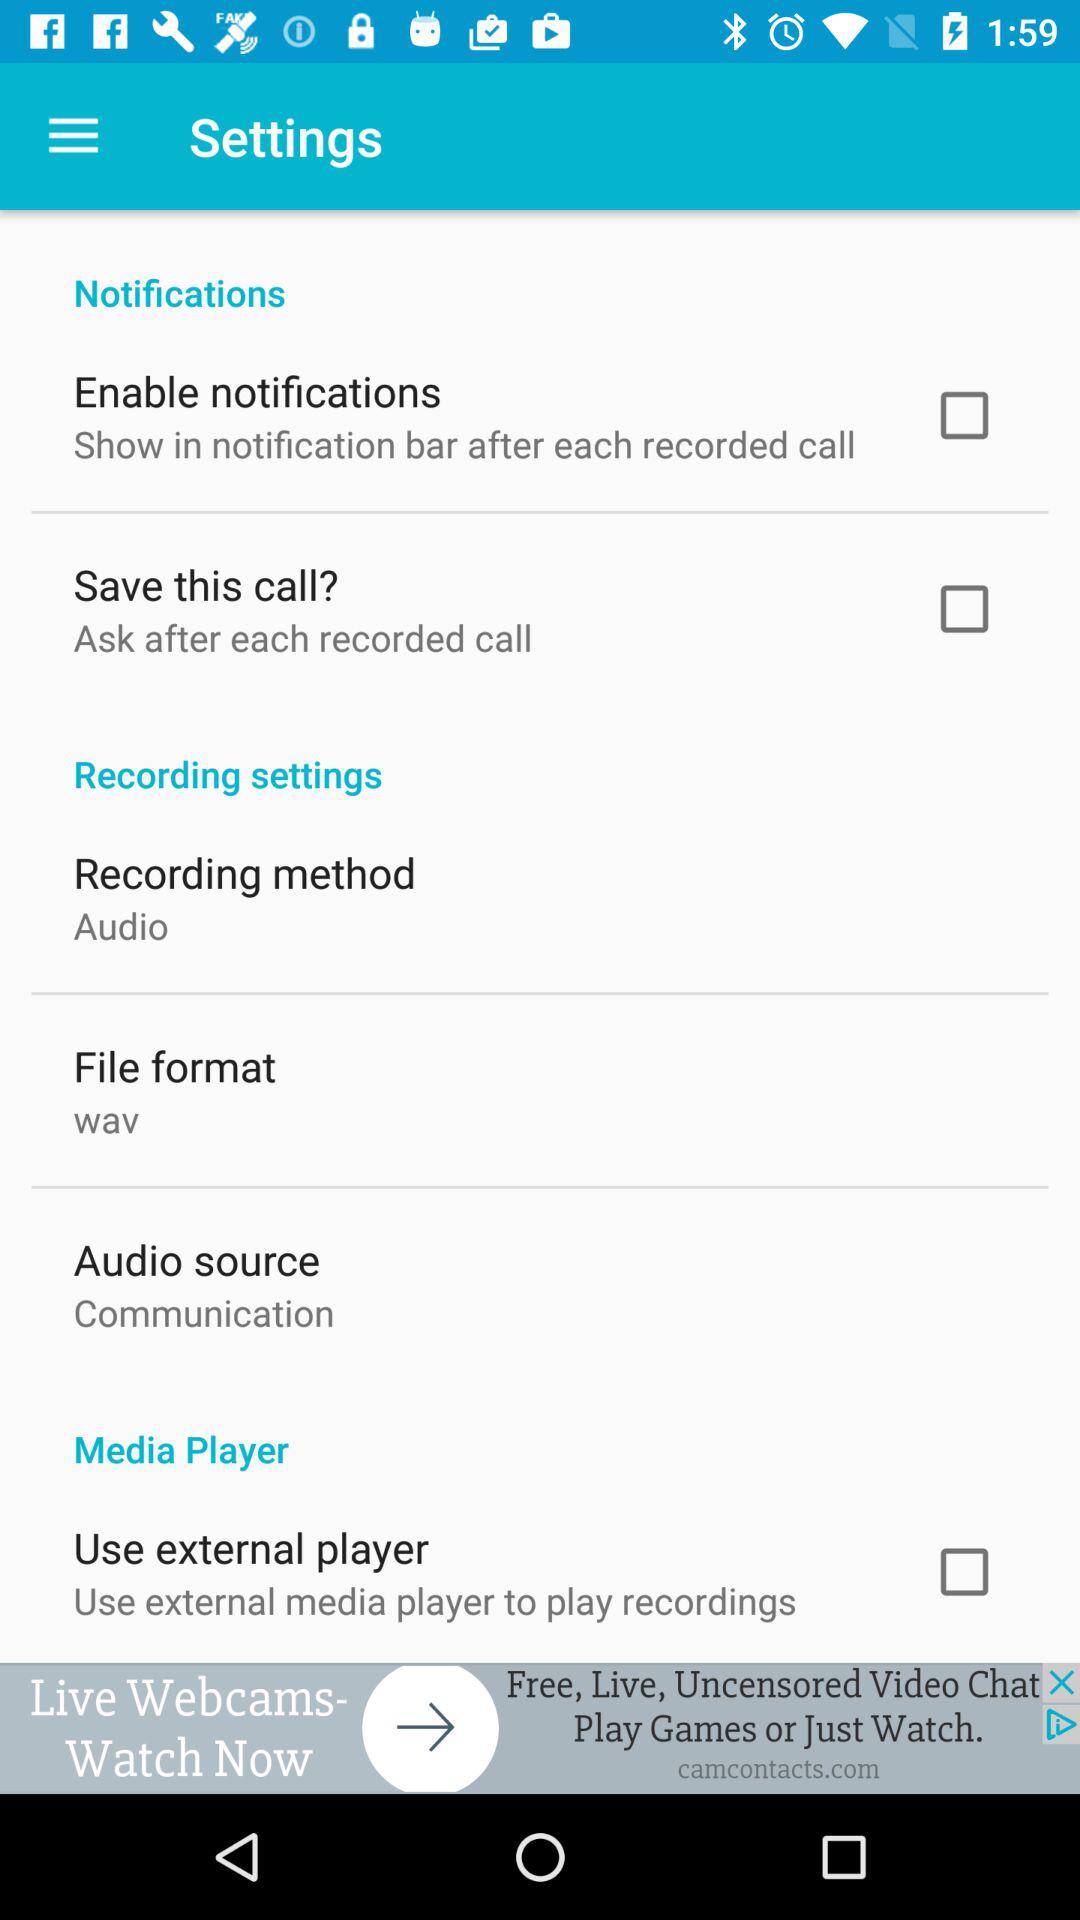 FAKE
1:59
Settings
Notifications
Enable notifications
Show in notification bar after each recorded call
Save this call?
Ask after each recorded call
Recording settings
Recording method
Audio
File format
wav
Audio source
Communication
Media Player
Use external player
Use external media player to play recordings
Live Webcams-
Watch Now
Free, Live, Uncensored Video Chat
Play Games or Just Watch.
camcontacts.com